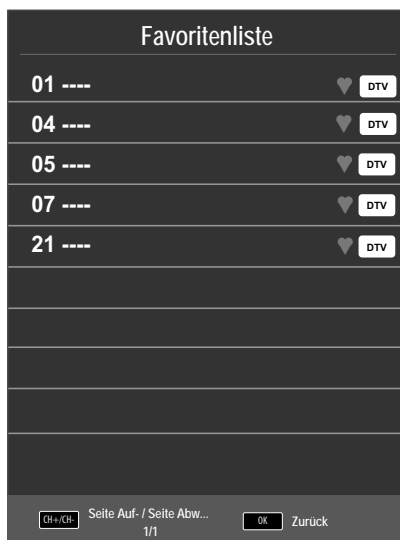 Favoritenliste
01 ---- DTV
04 ---- DTV
05 ---- DTV
07 ---- DTV
21 ---- DTV
CH+/CH- Seite Auf- / Seite Abw... OK Zurück
1/1